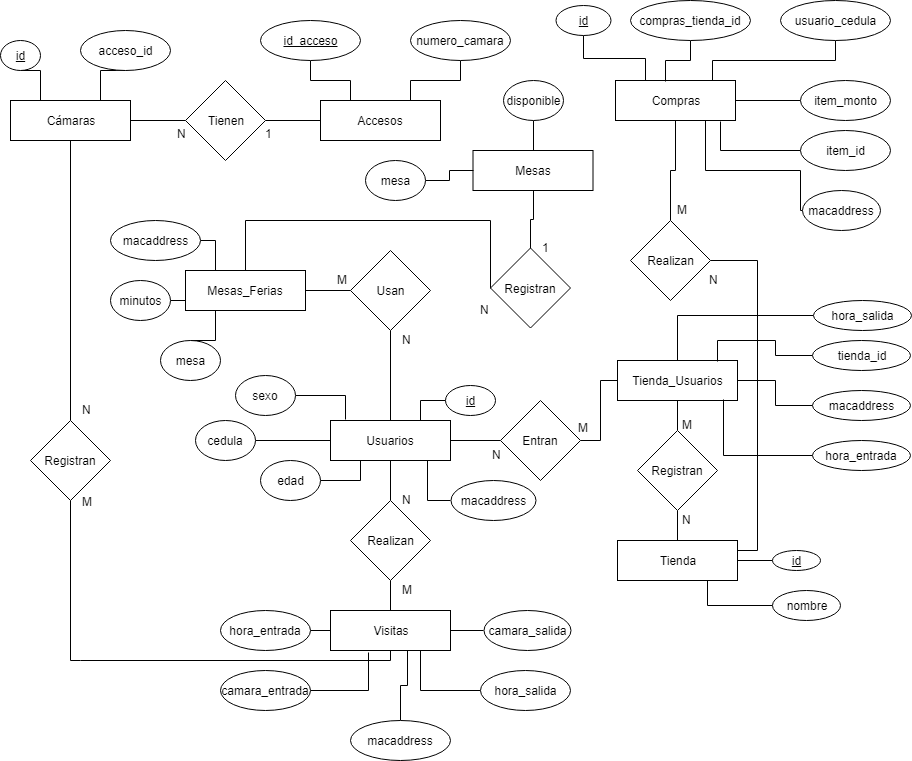 id
compras_tienda_id
usuario_cedula
id
acceso_id
id_acceso
numero_camara
Cámaras
N
Tienen
1
Accesos
disponible
Compras
item_monto
item_id
Mesas
mesa
macaddress
macaddress
M
1
Realizan
N
Mesas_Ferias
M
Usan
Registran
minutos
N
N
mesa
hora_salida
tienda_id
Tienda_Usuarios
sexo
id
macaddress
N
cedula
Usuarios
N
Entran
M
M
hora_entrada
Registran
edad
Registran
M
macaddress
N
N
Realizan
Tienda
id
M
nombre
hora_entrada
Visitas
camara_salida
camara_entrada
hora_salida
macaddress